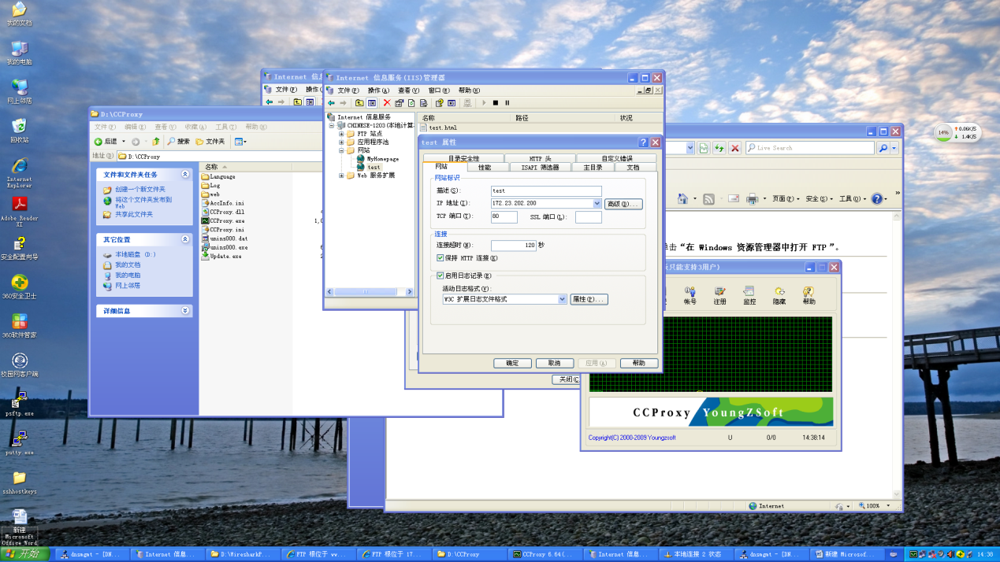 我的文档
我的电脑
网上邻居
回收站
Internet
Explorer
Adobe Reader
XI
安全配置向导
360安全卫士
360软件管家
校园网客户端
psftp.exe
putty.exe
sshhostkeys
新建
Microsoft
Office Word
D:\CCProxy
文件(F) 编辑(E) 查看(V) 收藏(A) 工具(T) 帮助(H)
后退 搜索 文件夹
地址(D) D:\CCProxy
文件和文件夹任务
创建一个新文件夹
将这个文件夹发布到
Web
共享此文件夹
其它位置
本地磁盘 (D:)
我的文档
我的电脑
网上邻居
详细信息
名称
Language
Log
web
AccInfo.ini
CCProxy.dll
CCProxy.exe
CCProxy.ini
unins000.dat
unins000.exe
Update.exe
Internet 信息
文件(F) 操作(
Internet 信息服务(IIS)管理器
文件(F) 操作(A) 查看(V) 窗口(W) 帮助(H)
Internet 信息服务
CHINESE-1203(本地计算
FTP 站点
应用程序池
网站
MyHomepage
test
Web 服务扩展
名称 路径 状况
test.html
test 属性
目录安全性 HTTP 头 自定义错误
网站 性能 ISAPI 筛选器 主目录 文档
网站标识
描述(S): test
IP 地址(I): 172.23.202.200 高级(D)...
TCP 端口(T): 80 SSL 端口(L):
连接
连接超时(N): 120 秒
保持 HTTP 连接(K)
启用日志记录(E)
活动日志格式(V):
W3C 扩展日志文件格式 属性(P)...
确定 取消 应用(A) 帮助
关闭(C
Live Search
页面(P) 安全(S) 工具(O)
击“在 Windows 资源管理器中打开 FTP”。
Internet 100%
只能支持3用户)
帐号 注册 监控 隐藏 帮助
CCProxy YoungZSoft
Copyright(C) 2000-2009 Youngzsoft U 0/0 14:38:14
14% 0.06K/S
1.4K/S
开始 dnsmgmt - [DN... Internet 信息... D:\WiresharkP... FTP 根位于 ww... FTP 根位于 17... D:\CCProxy CCProxy 6.64(... Internet 信息... 本地连接 2 状态 dnsmgmt - [DN... 新建 Microsof... 14:38